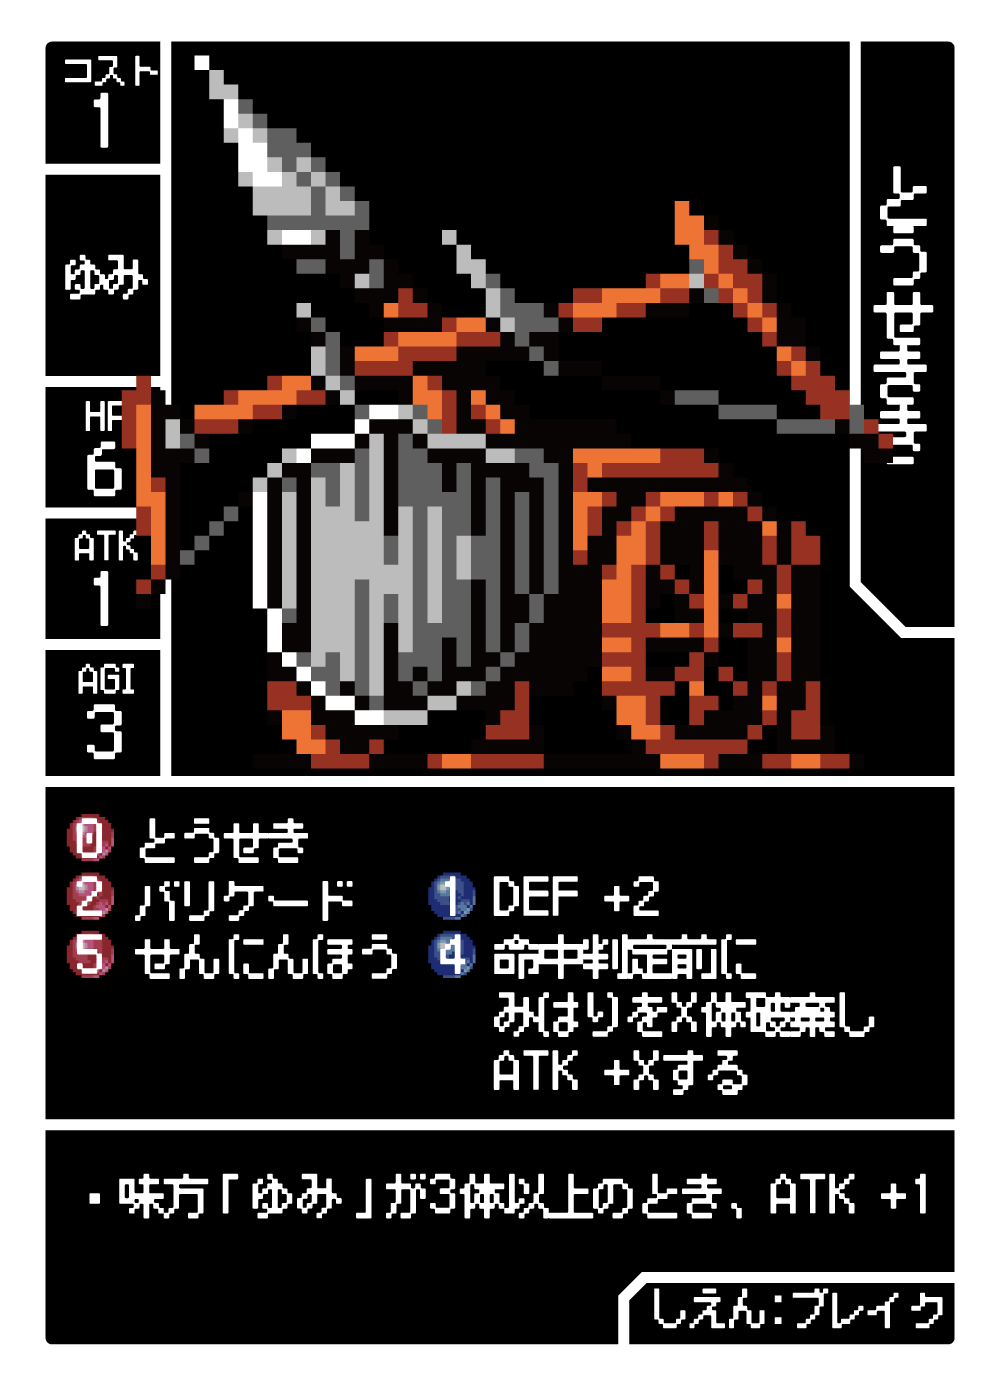 コスト
1
ゆみ
HP
6
ATK
1
AGI
3
とうせきき
0 とうせき
2 バリケード 1 DEF +2
5 せんにんほう 4 命中判定前に
みはりをX体破棄し
ATK +Xする
・味方「ゆみ」が3体以上のとき、ATK +1
しえん:ブレイク